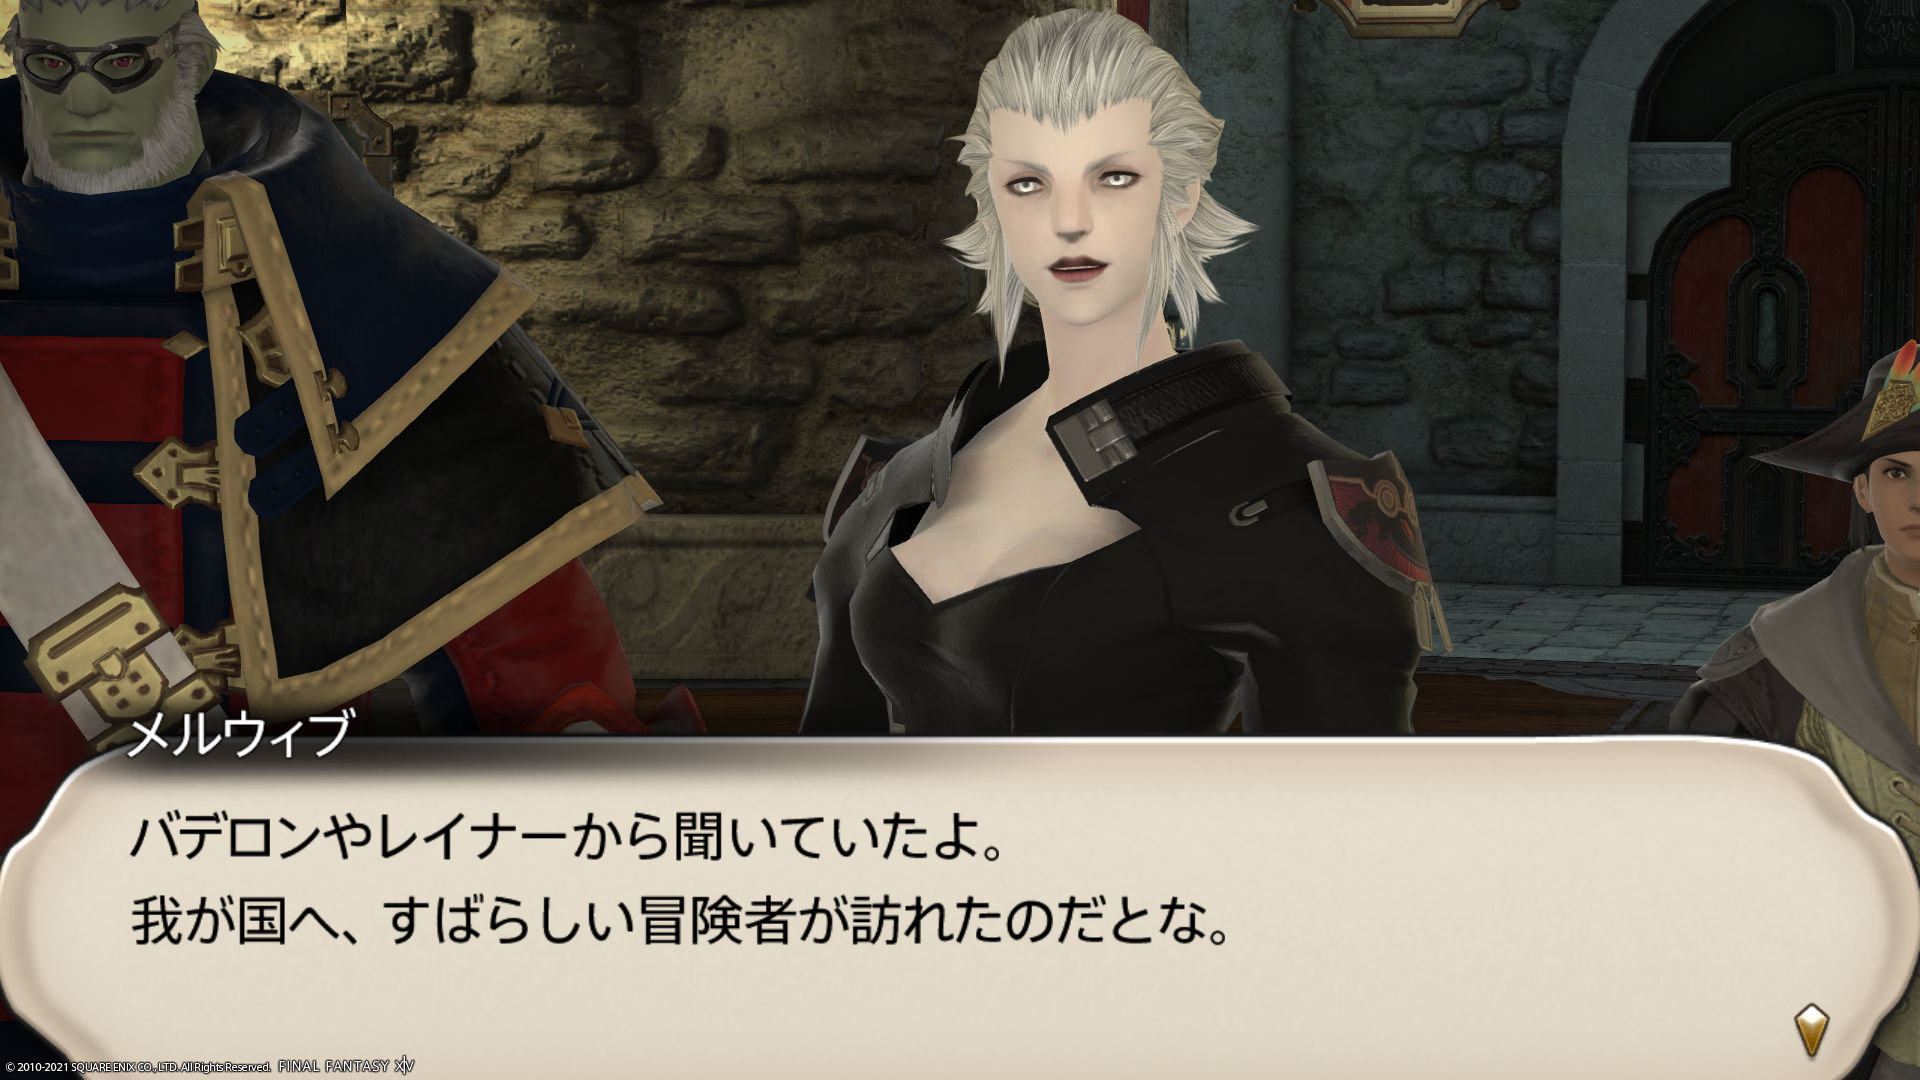 メルウィブ
バデロンやレイナーから聞いていたよ。
我が国へ、すばらしい冒険者が訪れたのだとな。
© 2010-2021 SQUARE ENIX CO., LTD. All Rights Reserved. FINAL FANTASY XIV